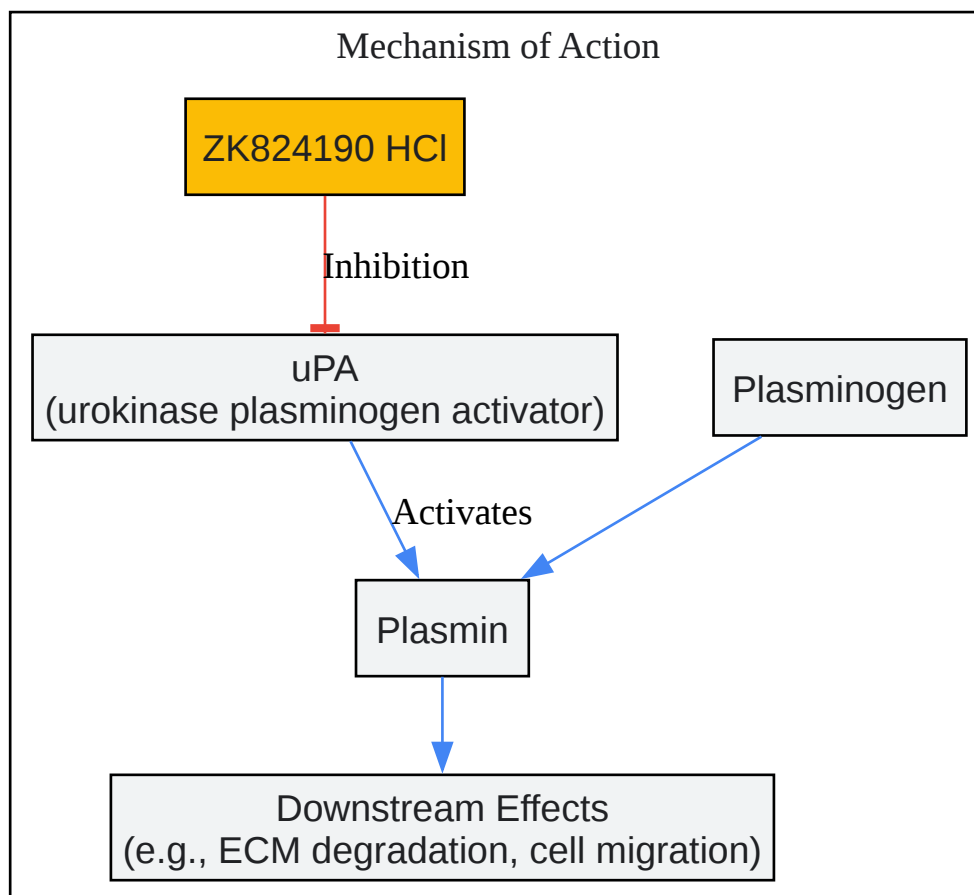 Mechanism of Action
ZK824190 HCl
Inhibition
uPA
(urokinase plasminogen activator)
Plasminogen
Activates
Plasmin
Downstream Effects
(e.g., ECM degradation, cell migration)